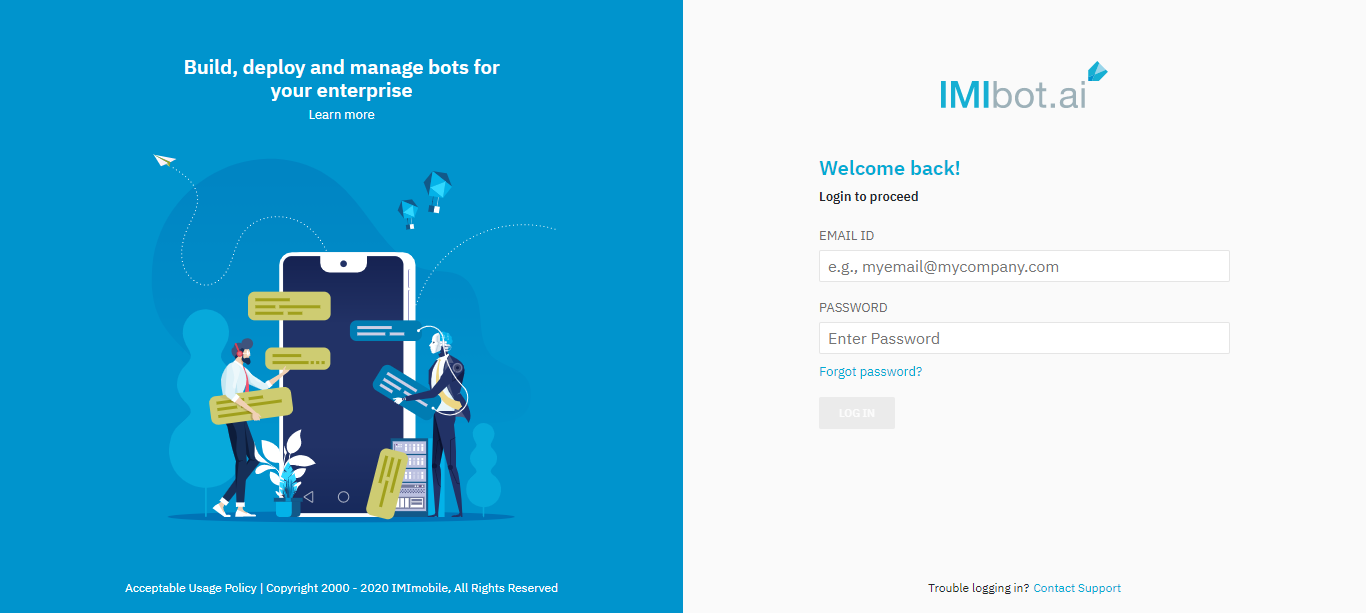 Build, deploy and manage bots for
your enterprise
Learn more
Acceptable Usage Policy | Copyright 2000 - 2020 IMImobile, All Rights Reserved
IMIbot.ai
Welcome back!
Login to proceed
EMAIL ID
e.g., myemail@mycompany.com
PASSWORD
Enter Password
Forgot password?
LOG IN
Trouble logging in? Contact Support